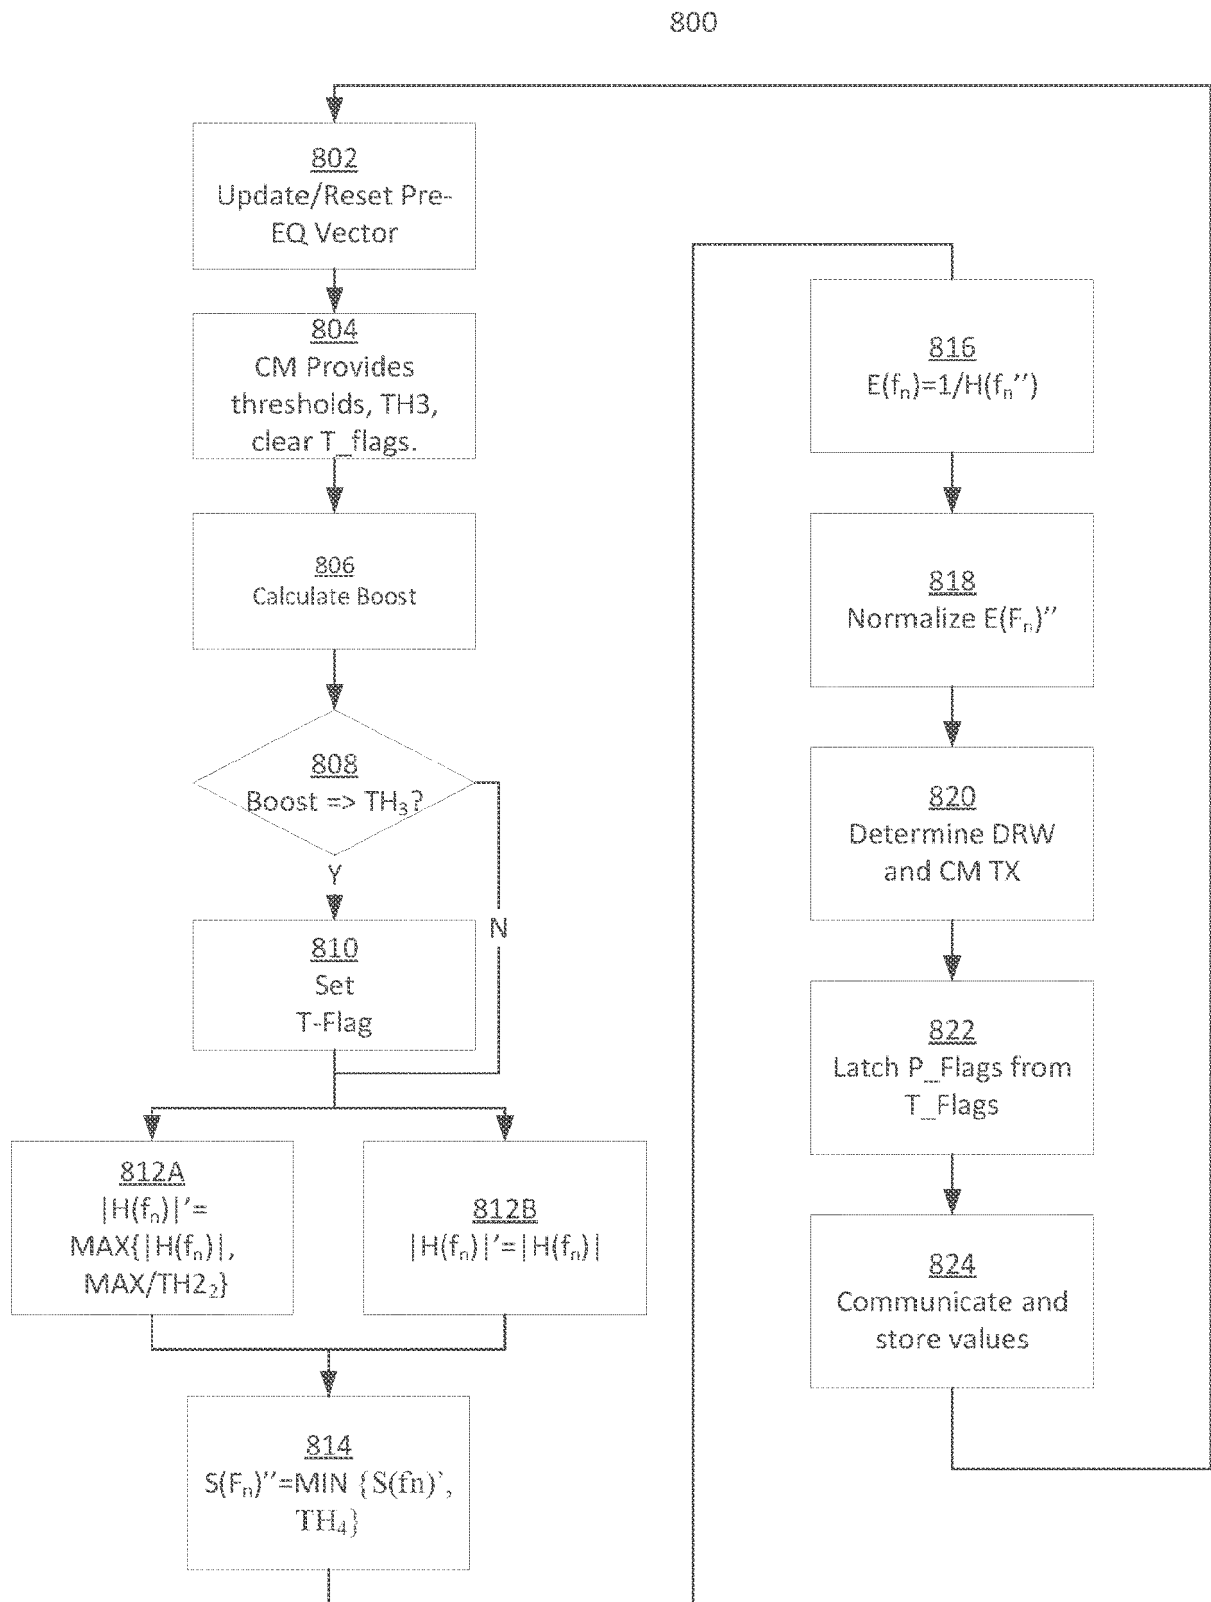 800
802
Update/Reset Pre-
EQ Vector
804
CM Provides
thresholds, TH3,
clear T_flags.
806
Calculate Boost
808
Boost => TH₃?
Y
N
810
Set
T-Flag
812A
|H(fₙ)|’=
MAX{|H(fₙ)|,
MAX/TH2₂}
812B
|H(fₙ)|’=|H(fₙ)|
814
S(Fₙ)’’=MIN {S(fn)’,
TH₄}
816
E(fₙ)=1/H(fₙ’’)
818
Normalize E(Fₙ)’’
820
Determine DRW
and CM TX
822
Latch P_Flags from
T_Flags
824
Communicate and
store values